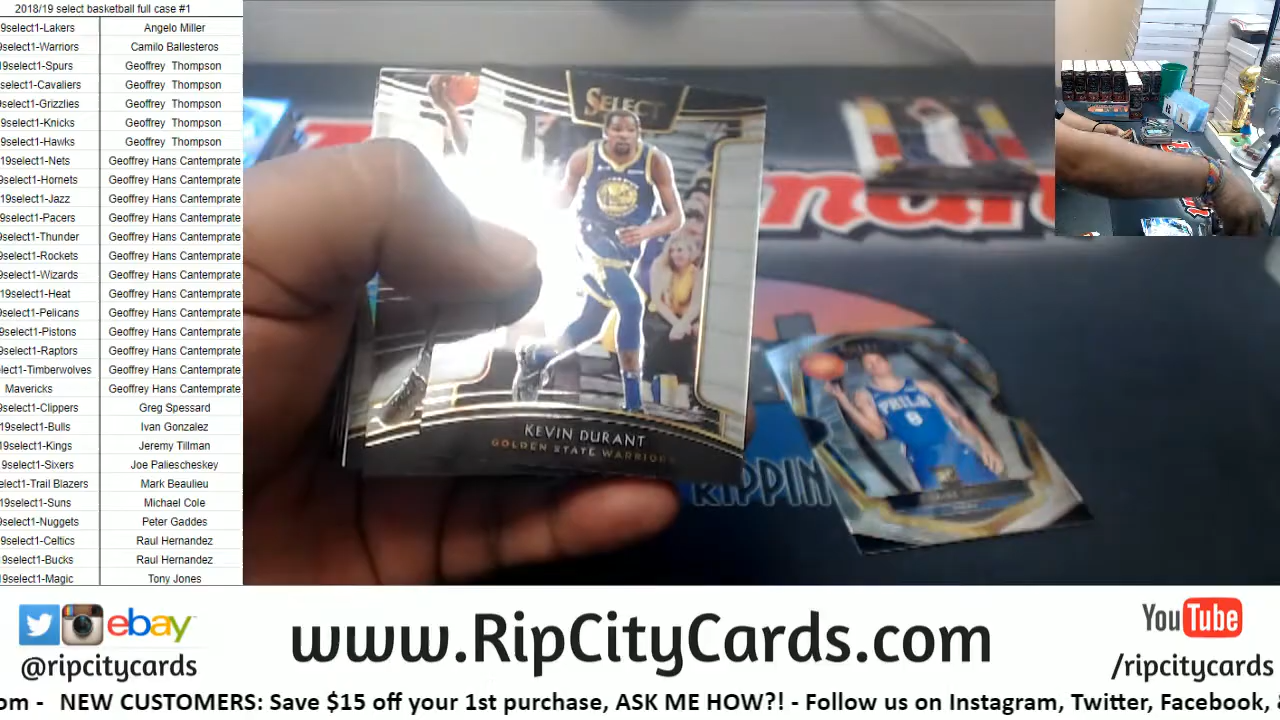 2018/19 select basketball full case #1
9select1-Lakers Angelo Miller
9select1-Warriors Camilo Ballesteros
19select1-Spurs Geoffrey Thompson
select1-Cavaliers Geoffrey Thompson
9select1-Grizzlies Geoffrey Thompson
9select1-Knicks Geoffrey Thompson
9select1-Hawks Geoffrey Thompson
19select1-Nets Geoffrey Hans Cantemprate
9select1-Hornets Geoffrey Hans Cantemprate
19select1-Jazz Geoffrey Hans Cantemprate
9select1-Pacers Geoffrey Hans Cantemprate
9select1-Thunder Geoffrey Hans Cantemprate
9select1-Rockets Geoffrey Hans Cantemprate
9select1-Wizards Geoffrey Hans Cantemprate
19select1-Heat Geoffrey Hans Cantemprate
9select1-Pelicans Geoffrey Hans Cantemprate
9select1-Pistons Geoffrey Hans Cantemprate
9select1-Raptors Geoffrey Hans Cantemprate
lect1-Timberwolves Geoffrey Hans Cantemprate
Mavericks Geoffrey Hans Cantemprate
9select1-Clippers Greg Spessard
19select1-Bulls Ivan Gonzalez
19select1-Kings Jeremy Tillman
9select1-Sixers Joe Paliescheskey
elect1-Trail Blazers Mark Beaulieu
19select1-Suns Michael Cole
9select1-Nuggets Peter Gaddes
9select1-Celtics Raul Hernandez
9select1-Bucks Raul Hernandez
19select1-Magic Tony Jones
SELECT
KEVIN DURANT
GOLDEN STATE WARRIORS
PHILA
8
RIPPIN
ebay
@ripcitycards
www.RipCityCards.com
YouTube
/ripcitycards
om - NEW CUSTOMERS: Save $15 off your 1st purchase, ASK ME HOW?! - Follow us on Instagram, Twitter, Facebook, &